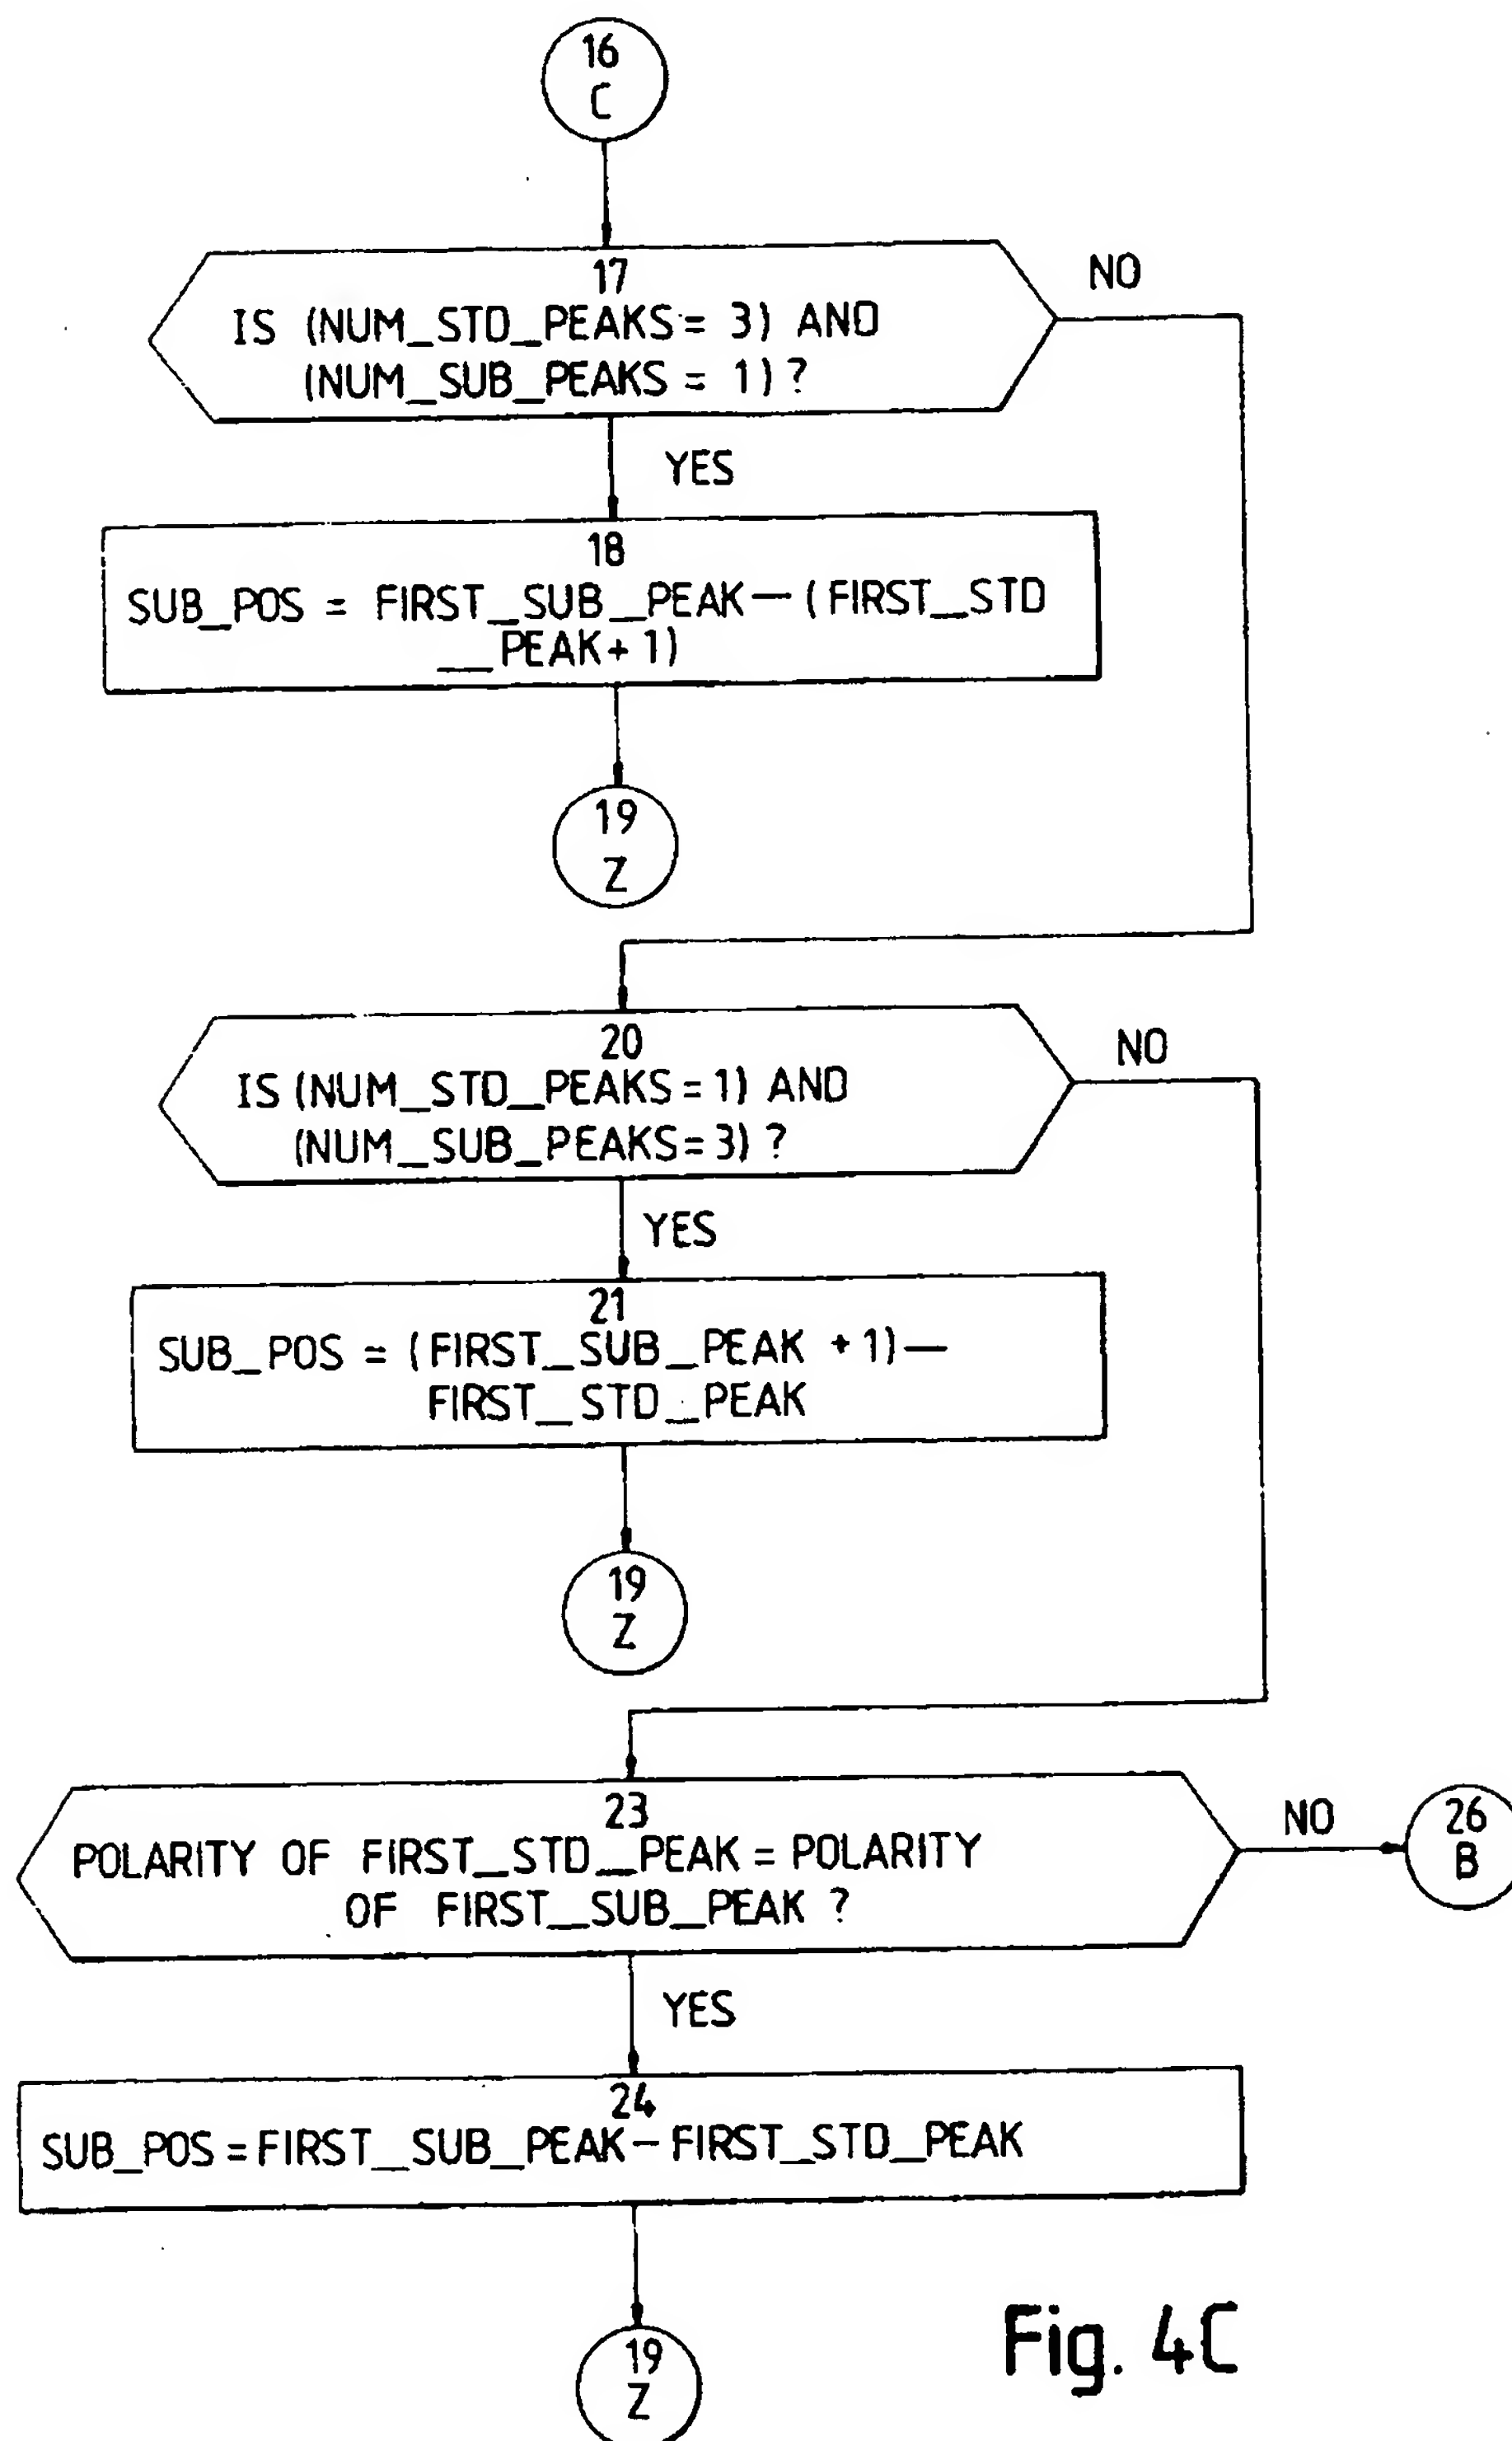 16
C
17
NO
IS (NUM_STD_PEAKS = 3) AND
(NUM_SUB_PEAKS = 1) ?
YES
18
SUB_POS = FIRST_SUB_PEAK — (FIRST_STD
_PEAK + 1)
19
Z
20
NO
IS (NUM_STD_PEAKS = 1) AND
(NUM_SUB_PEAKS = 3) ?
YES
21
SUB_POS = (FIRST_SUB_PEAK + 1) —
FIRST_STD_PEAK
19
Z
23
NO
26
B
POLARITY OF FIRST_STD_PEAK = POLARITY
OF FIRST_SUB_PEAK ?
YES
24
SUB_POS = FIRST_SUB_PEAK — FIRST_STD_PEAK
19
Z
Fig. 4C